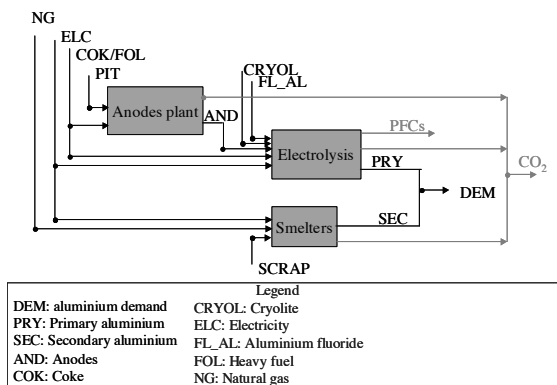 NG
ELC
COK/FOL
PIT
CRYOL
FL_AL
Anodes plant
AND
PFCs
Electrolysis
CO2
PRY
DEM
SEC
Smelters
SCRAP
Legend
DEM: aluminium demand
PRY: Primary aluminium
SEC: Secondary aluminium
AND: Anodes
COK: Coke
CRYOL: Cryolite
ELC: Electricity
FL_AL: Aluminium fluoride
FOL: Heavy fuel
NG: Natural gas